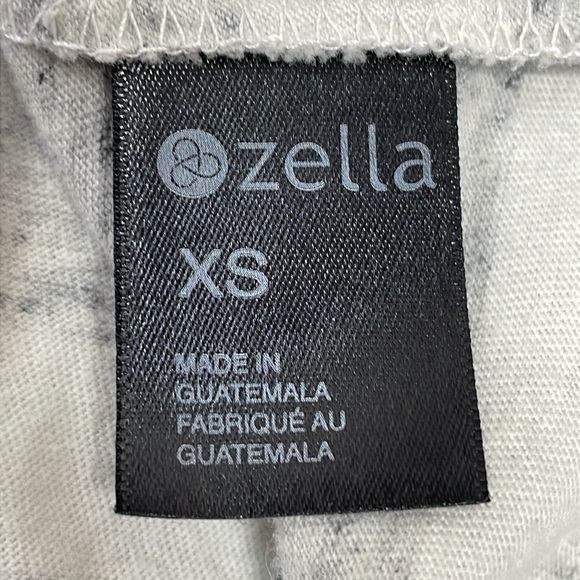 zella
XS
MADE IN
GUATEMALA
FABRIQUÉ AU
GUATEMALA